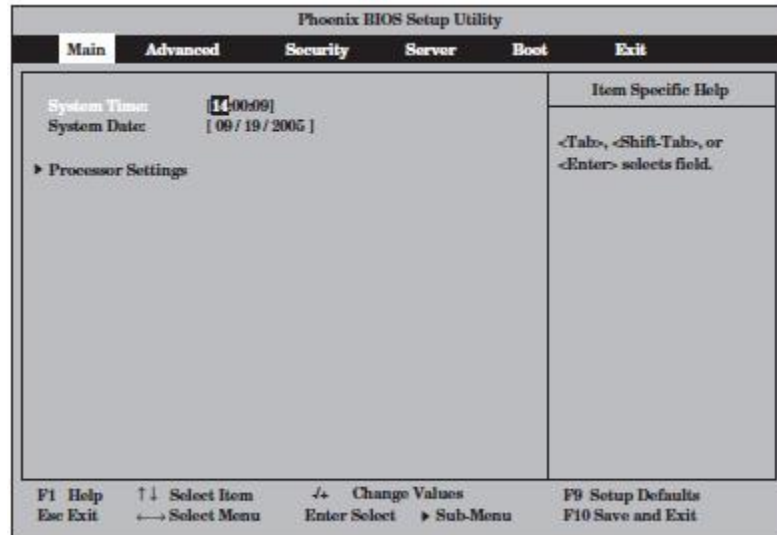 Phoenix BIOS Setup Utility
Main Advanced Security Server Boot Exit
System Time: [14:00:09]
System Date: [ 09 / 19 / 2005 ]
▶ Processor Settings
Item Specific Help
<Tab>, <Shift-Tab>, or
<Enter> selects field.
F1 Help ↑↓ Select Item -/+ Change Values F9 Setup Defaults
Esc Exit ←→ Select Menu Enter Select ▶ Sub-Menu F10 Save and Exit